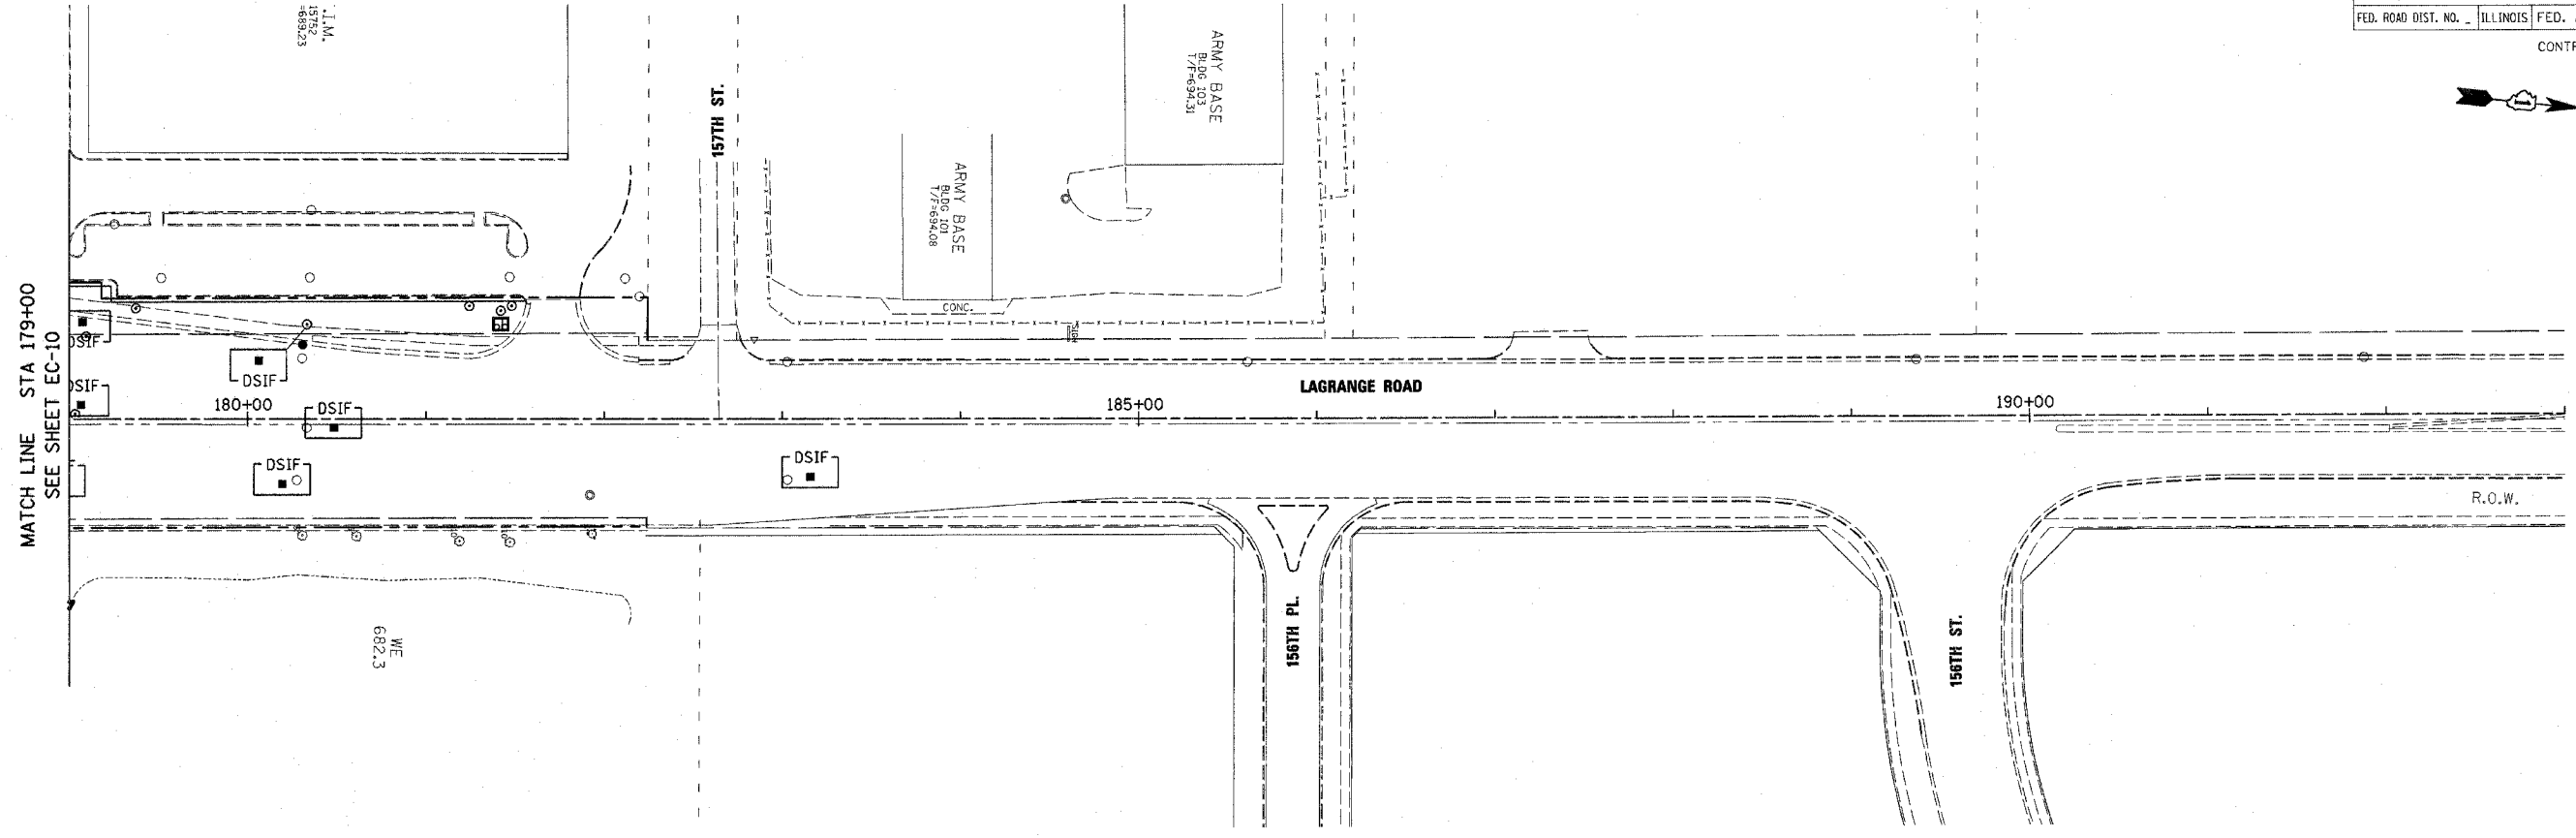 FED. ROAD DIST. NO. _ ILLINOIS FED.
CONTR
.I.M.
15752
=689.23
157TH ST.
ARMY BASE
BLDG 103
T/F=694.31
ARMY BASE
BLDG 101
T/F=694.08
CONC.
SIGN
MATCH LINE STA 179+00
SEE SHEET EC-10
DSIF
DSIF
DSIF
DSIF
DSIF
DSIF
180+00
185+00
190+00
LAGRANGE ROAD
R.O.W.
156TH PL.
156TH ST.
WE
682.3